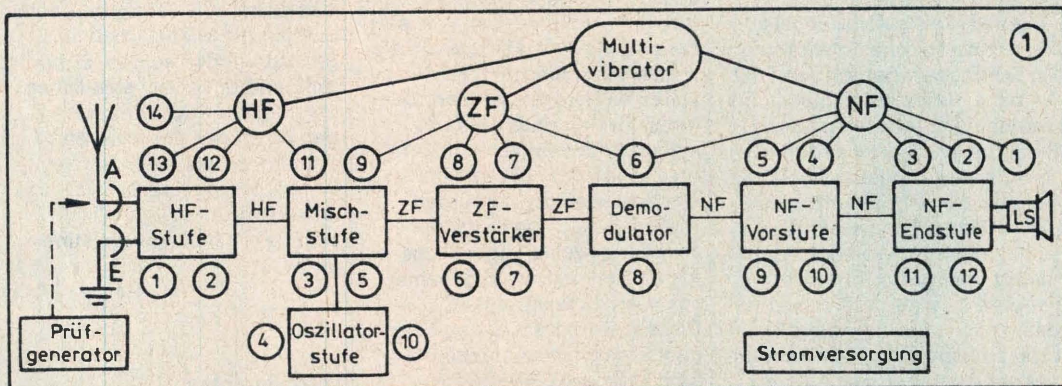 Multi-
vibrator
1
14
HF
ZF
NF
13
12
11
9
8
7
6
5
4
3
2
1
A
HF-
Stufe
HF
Misch-
stufe
ZF
ZF-
Verstärker
ZF
Demo-
dulator
NF
NF-
Vorstufe
NF
NF-
Endstufe
LS
E
1
2
3
5
6
7
8
9
10
11
12
Prüf-
generator
4
Oszillator-
stufe
10
Stromversorgung